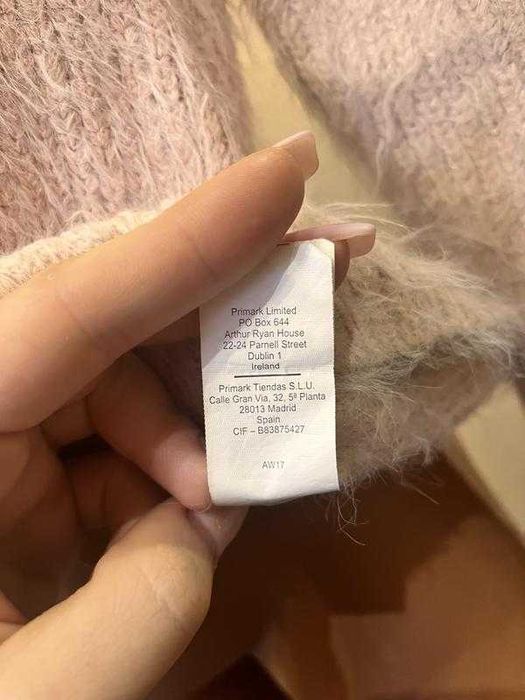 Primark Limited
PO Box 644
Arthur Ryan House
22-24 Parnell Street
Dublin 1
Ireland
Primark Tiendas S.L.U.
Calle Gran Via, 32, 5ª Planta
28013 Madrid
Spain
CIF – B83875427
AW17